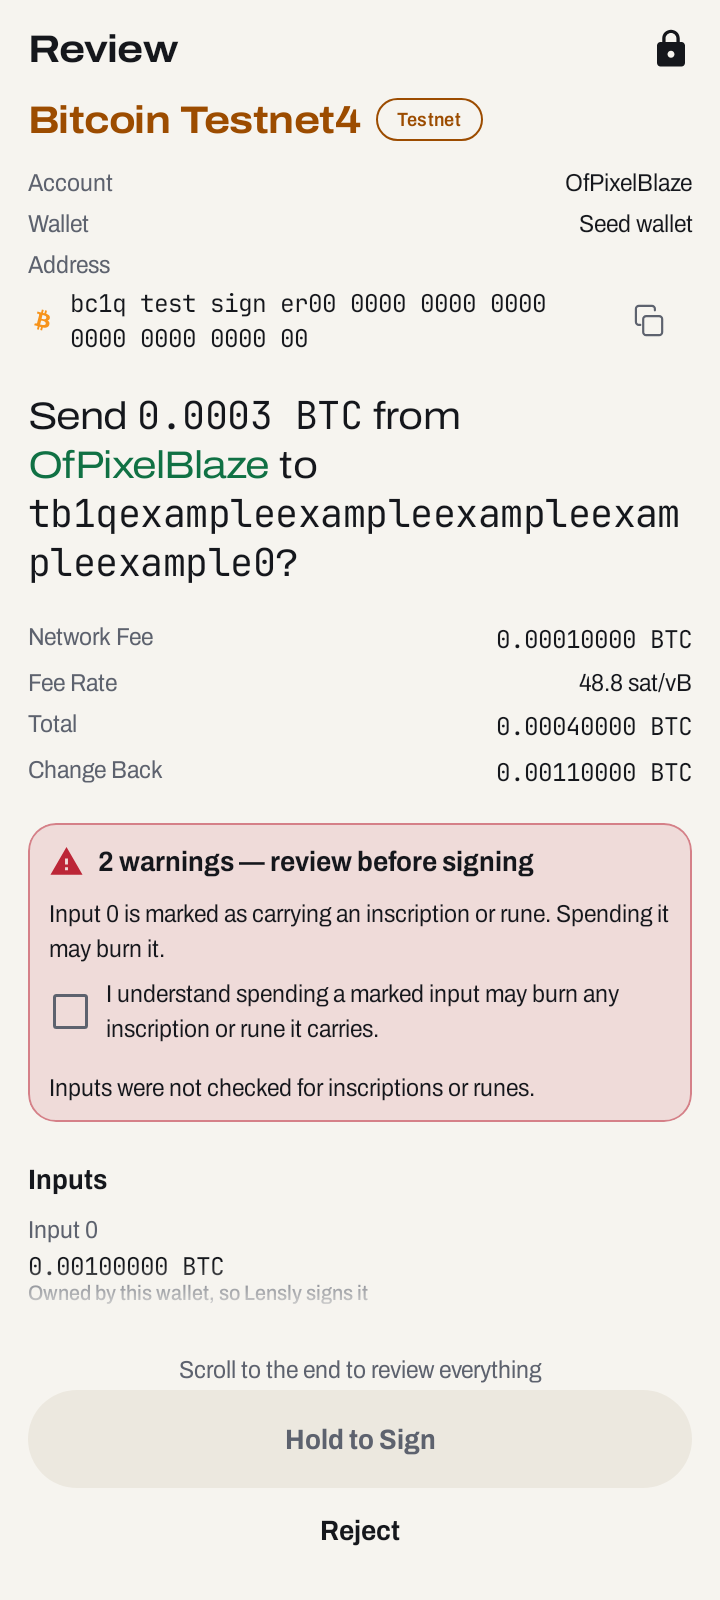 Review
Bitcoin Testnet4
Testnet
Account
OfPixelBlaze
Wallet
Seed wallet
Address
bc1q test sign er00 0000 0000 0000
0000 0000 0000 00
Send 0.0003 BTC from
OfPixelBlaze to
tb1qexampleexampleexampleexam
pleexample0?
Network Fee
0.00010000 BTC
Fee Rate
48.8 sat/vB
Total
0.00040000 BTC
Change Back
0.00110000 BTC
2 warnings — review before signing
Input 0 is marked as carrying an inscription or rune. Spending it
may burn it.
I understand spending a marked input may burn any
inscription or rune it carries.
Inputs were not checked for inscriptions or runes.
Inputs
Input 0
0.00100000 BTC
Owned by this wallet, so Lensly signs it
Scroll to the end to review everything
Hold to Sign
Reject